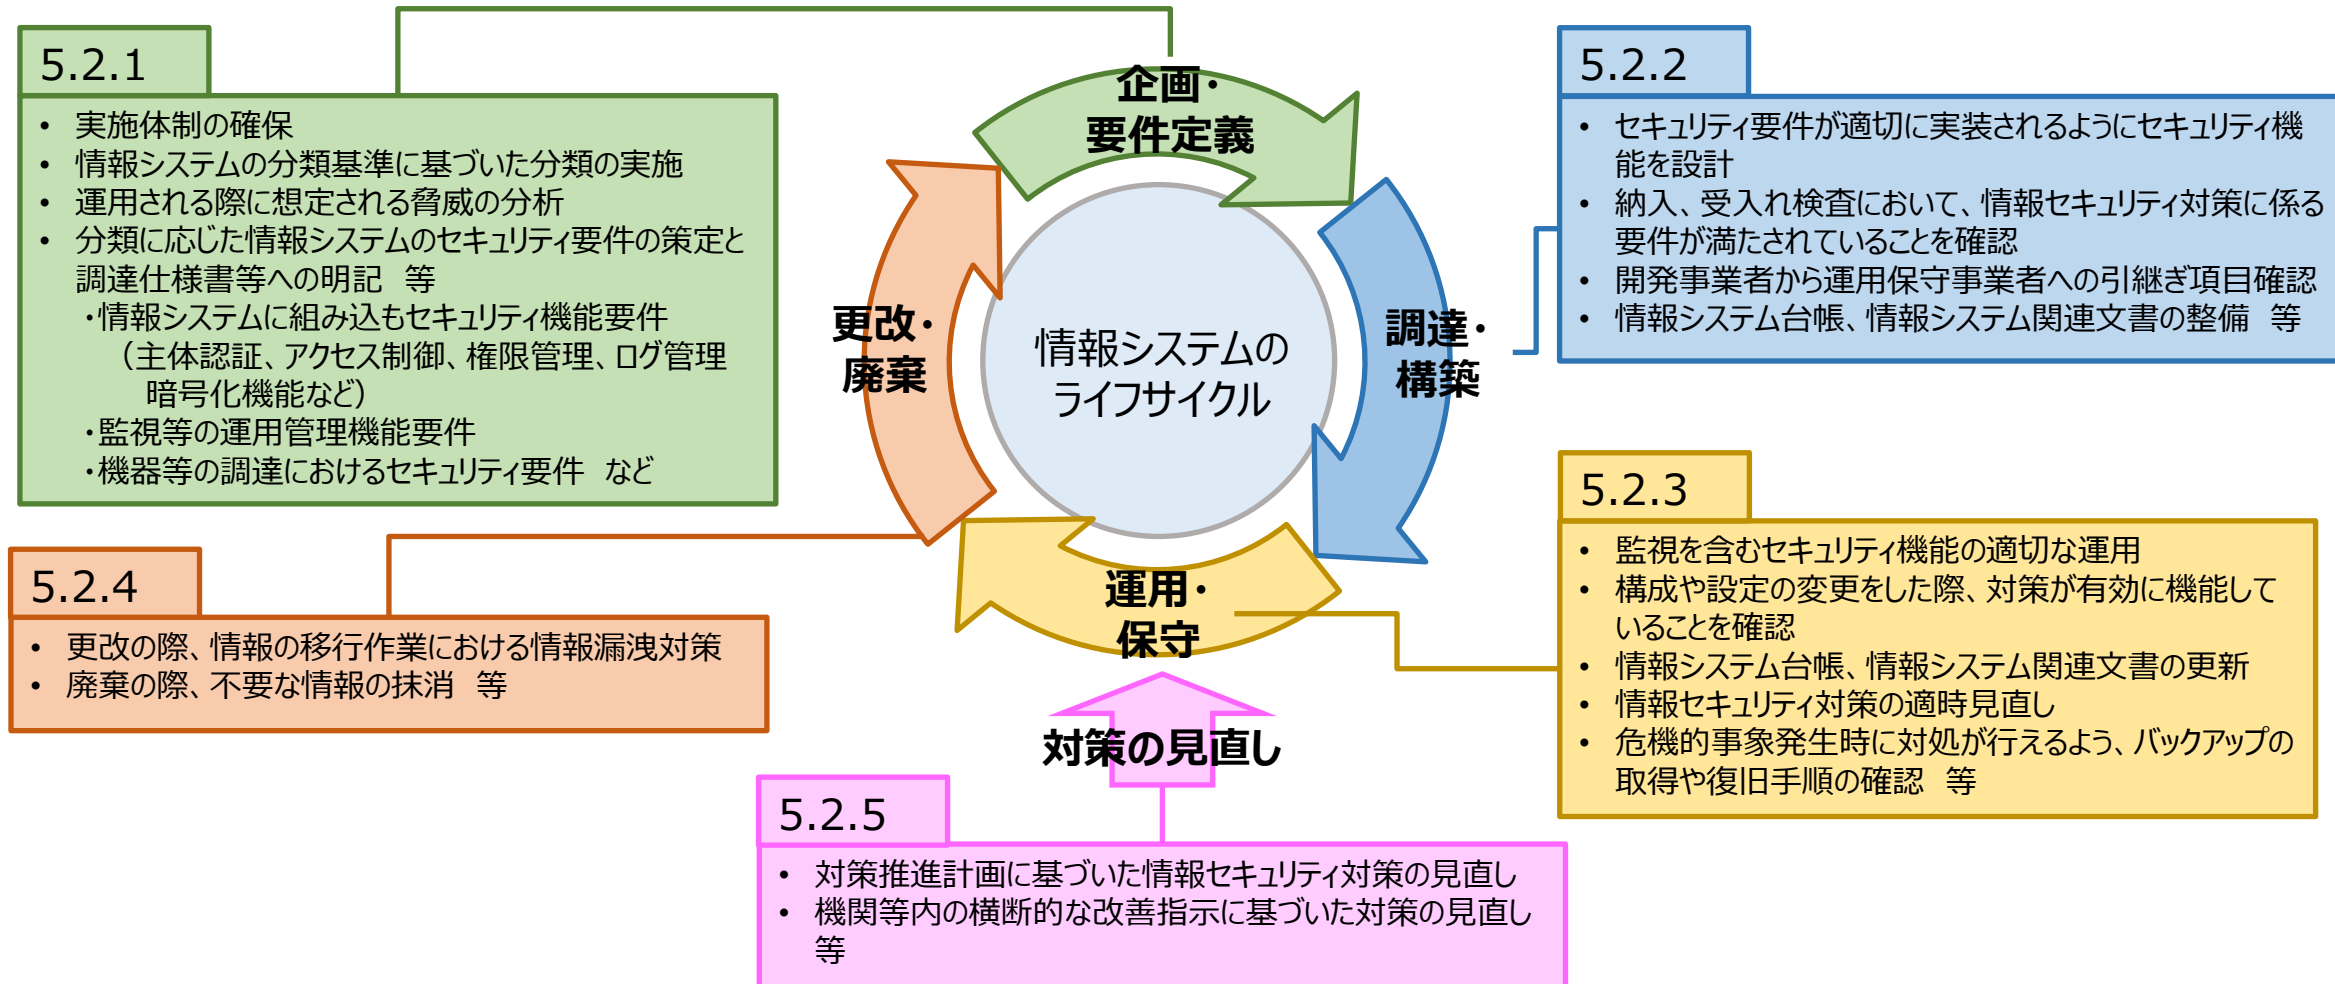 5.2.1
• 実施体制の確保
• 情報システムの分類基準に基づいた分類の実施
• 運用される際に想定される脅威の分析
• 分類に応じた情報システムのセキュリティ要件の策定と
調達仕様書等への明記 等
・情報システムに組み込もセキュリティ機能要件
（主体認証、アクセス制御、権限管理、ログ管理
暗号化機能など）
・監視等の運用管理機能要件
・機器等の調達におけるセキュリティ要件 など
企画・
要件定義
5.2.2
• セキュリティ要件が適切に実装されるようにセキュリティ機
能を設計
• 納入、受入れ検査において、情報セキュリティ対策に係る
要件が満たされていることを確認
• 開発事業者から運用保守事業者への引継ぎ項目確認
• 情報システム台帳、情報システム関連文書の整備 等
更改・
廃棄
情報システムの
ライフサイクル
調達・
構築
5.2.3
• 監視を含むセキュリティ機能の適切な運用
• 構成や設定の変更をした際、対策が有効に機能して
いることを確認
• 情報システム台帳、情報システム関連文書の更新
• 情報セキュリティ対策の適時見直し
• 危機的事象発生時に対処が行えるよう、バックアップの
取得や復旧手順の確認 等
5.2.4
• 更改の際、情報の移行作業における情報漏洩対策
• 廃棄の際、不要な情報の抹消 等
運用・
保守
対策の見直し
5.2.5
• 対策推進計画に基づいた情報セキュリティ対策の見直し
• 機関等内の横断的な改善指示に基づいた対策の見直し
等